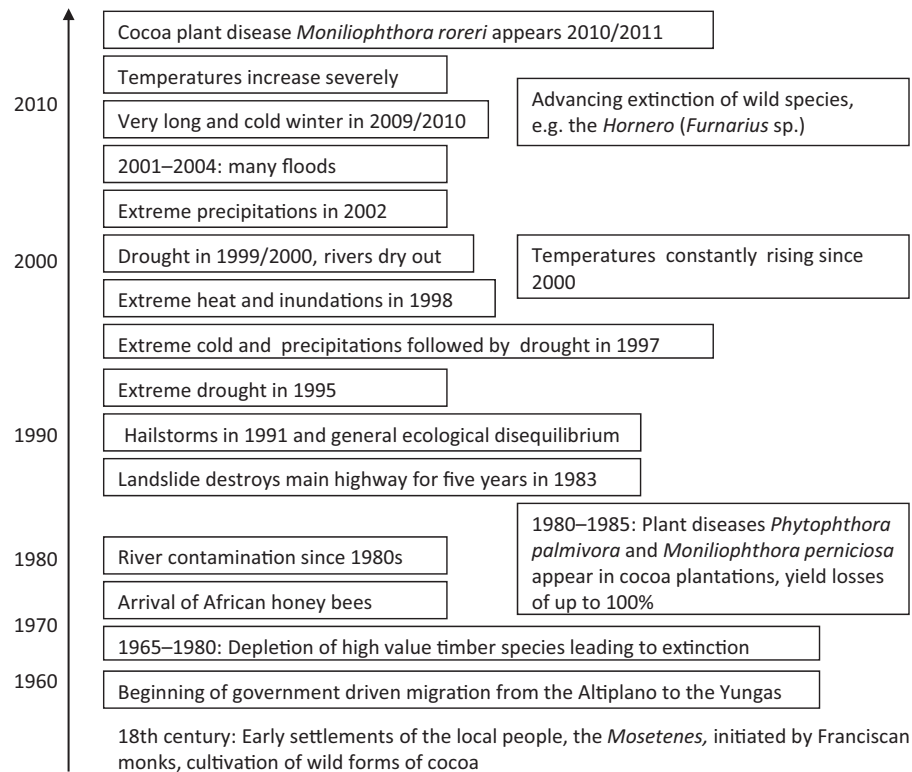 Cocoa plant disease Moniliophthora roreri appears 2010/2011
Temperatures increase severely
2010
Advancing extinction of wild species,
e.g. the Hornero (Furnarius sp.)
Very long and cold winter in 2009/2010
2001–2004: many floods
Extreme precipitations in 2002
2000
Drought in 1999/2000, rivers dry out
Temperatures constantly rising since
2000
Extreme heat and inundations in 1998
Extreme cold and precipitations followed by drought in 1997
Extreme drought in 1995
1990
Hailstorms in 1991 and general ecological disequilibrium
Landslide destroys main highway for five years in 1983
1980–1985: Plant diseases Phytophthora
palmivora and Moniliophthora perniciosa
appear in cocoa plantations, yield losses
of up to 100%
1980
River contamination since 1980s
Arrival of African honey bees
1970
1965–1980: Depletion of high value timber species leading to extinction
1960
Beginning of government driven migration from the Altiplano to the Yungas
18th century: Early settlements of the local people, the Mosetenes, initiated by Franciscan
monks, cultivation of wild forms of cocoa